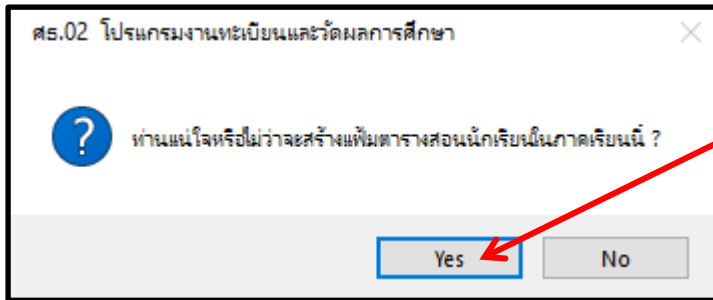 ศธ.02 โปรแกรมงานทะเบียนและวัดผลการศึกษา
ท่านแน่ใจหรือไม่ว่าจะสร้างแฟ้มตารางสอนนักเรียนในภาคเรียนนี้ ?
Yes
No